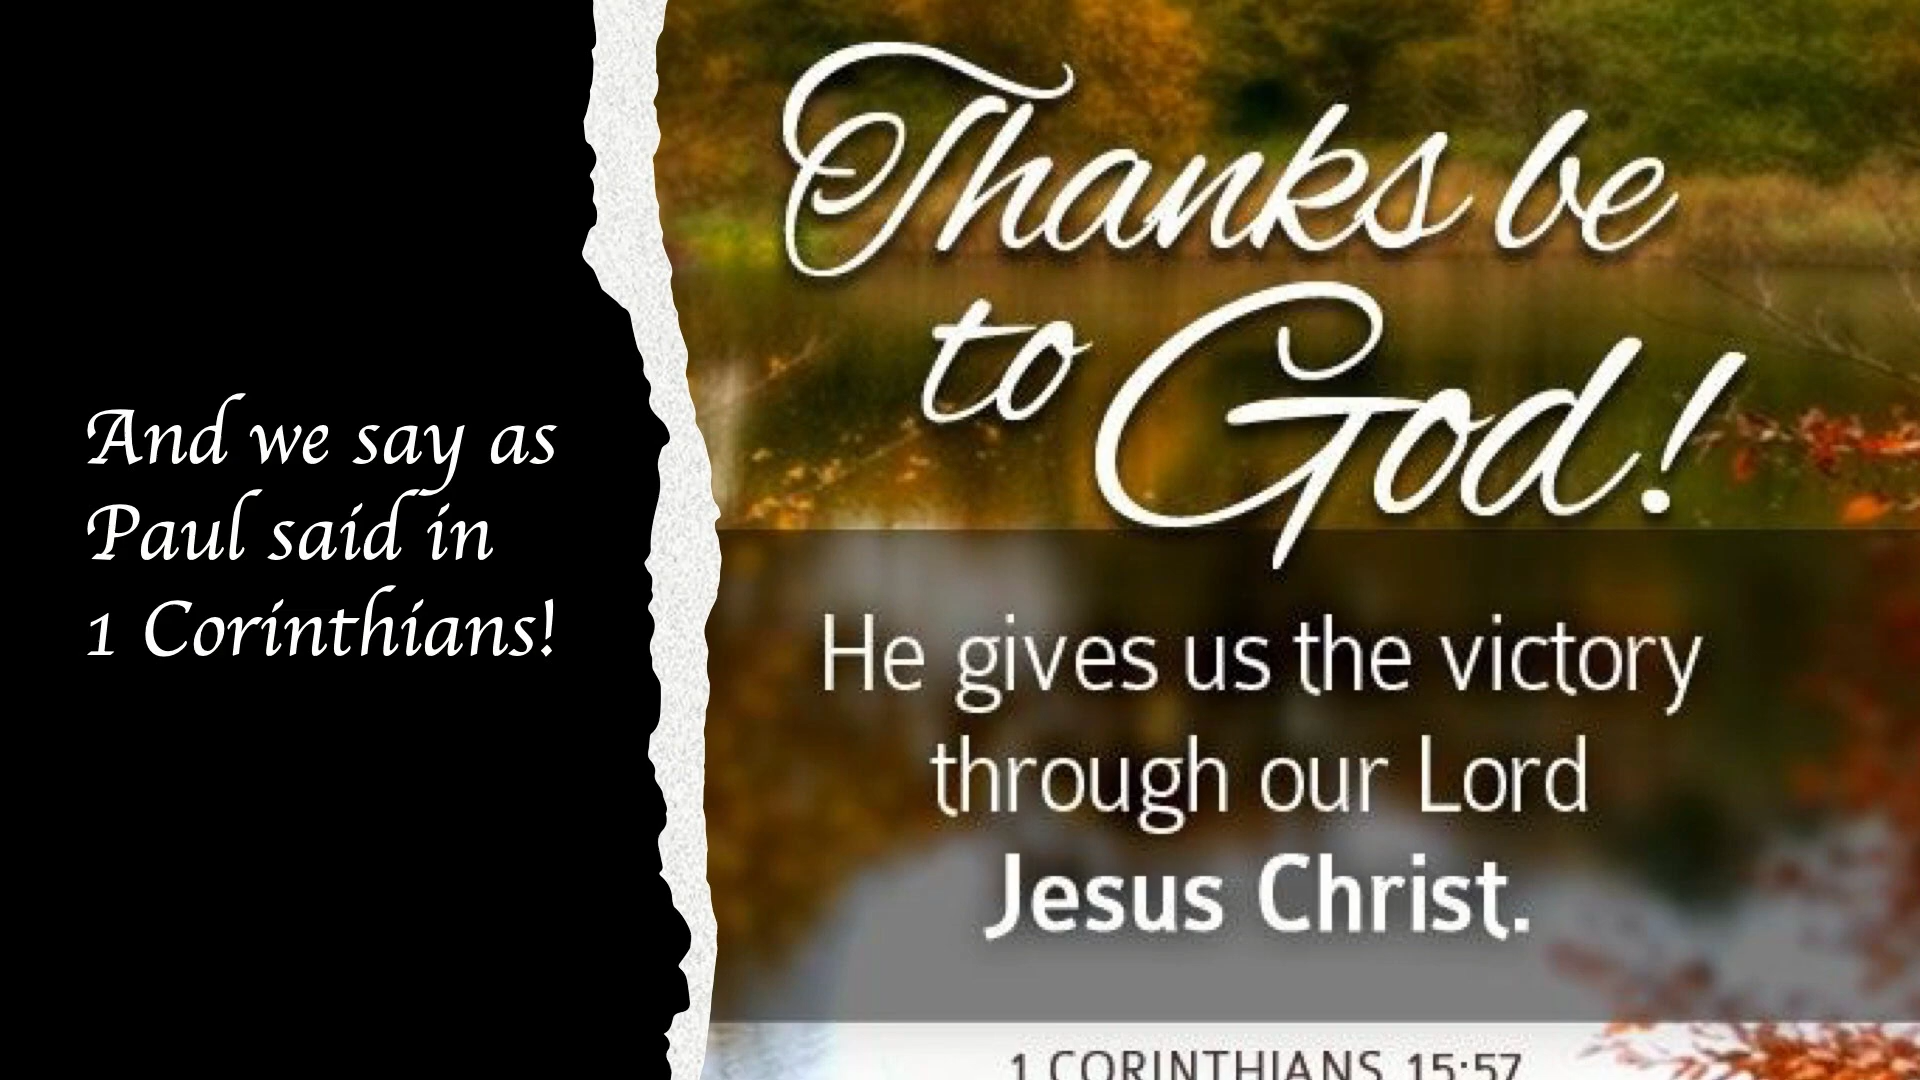 And we say as
Paul said in
1 Corinthians!
Thanks be
to God!
He gives us the victory
through our Lord
Jesus Christ.
1 CORINTHIANS 15:57